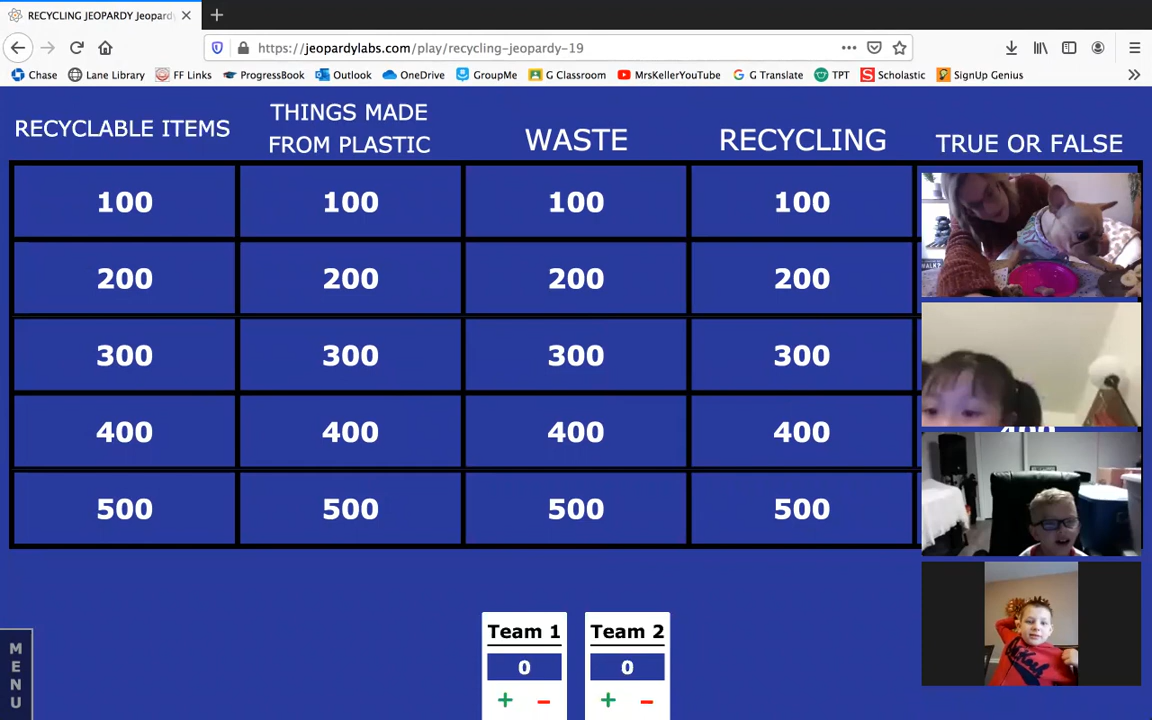 RECYCLING JEOPARDY Jeopardy
https://jeopardylabs.com/play/recycling-jeopardy-19
Chase Lane Library FF Links ProgressBook Outlook OneDrive GroupMe G Classroom MrsKellerYouTube G Translate TPT Scholastic SignUp Genius
RECYCLABLE ITEMS
THINGS MADE
FROM PLASTIC
WASTE
RECYCLING
TRUE OR FALSE
100 100 100 100
200 200 200 200
300 300 300 300
400 400 400 400 400
500 500 500 500
Team 1 Team 2
0 0
+ − + −
MENU